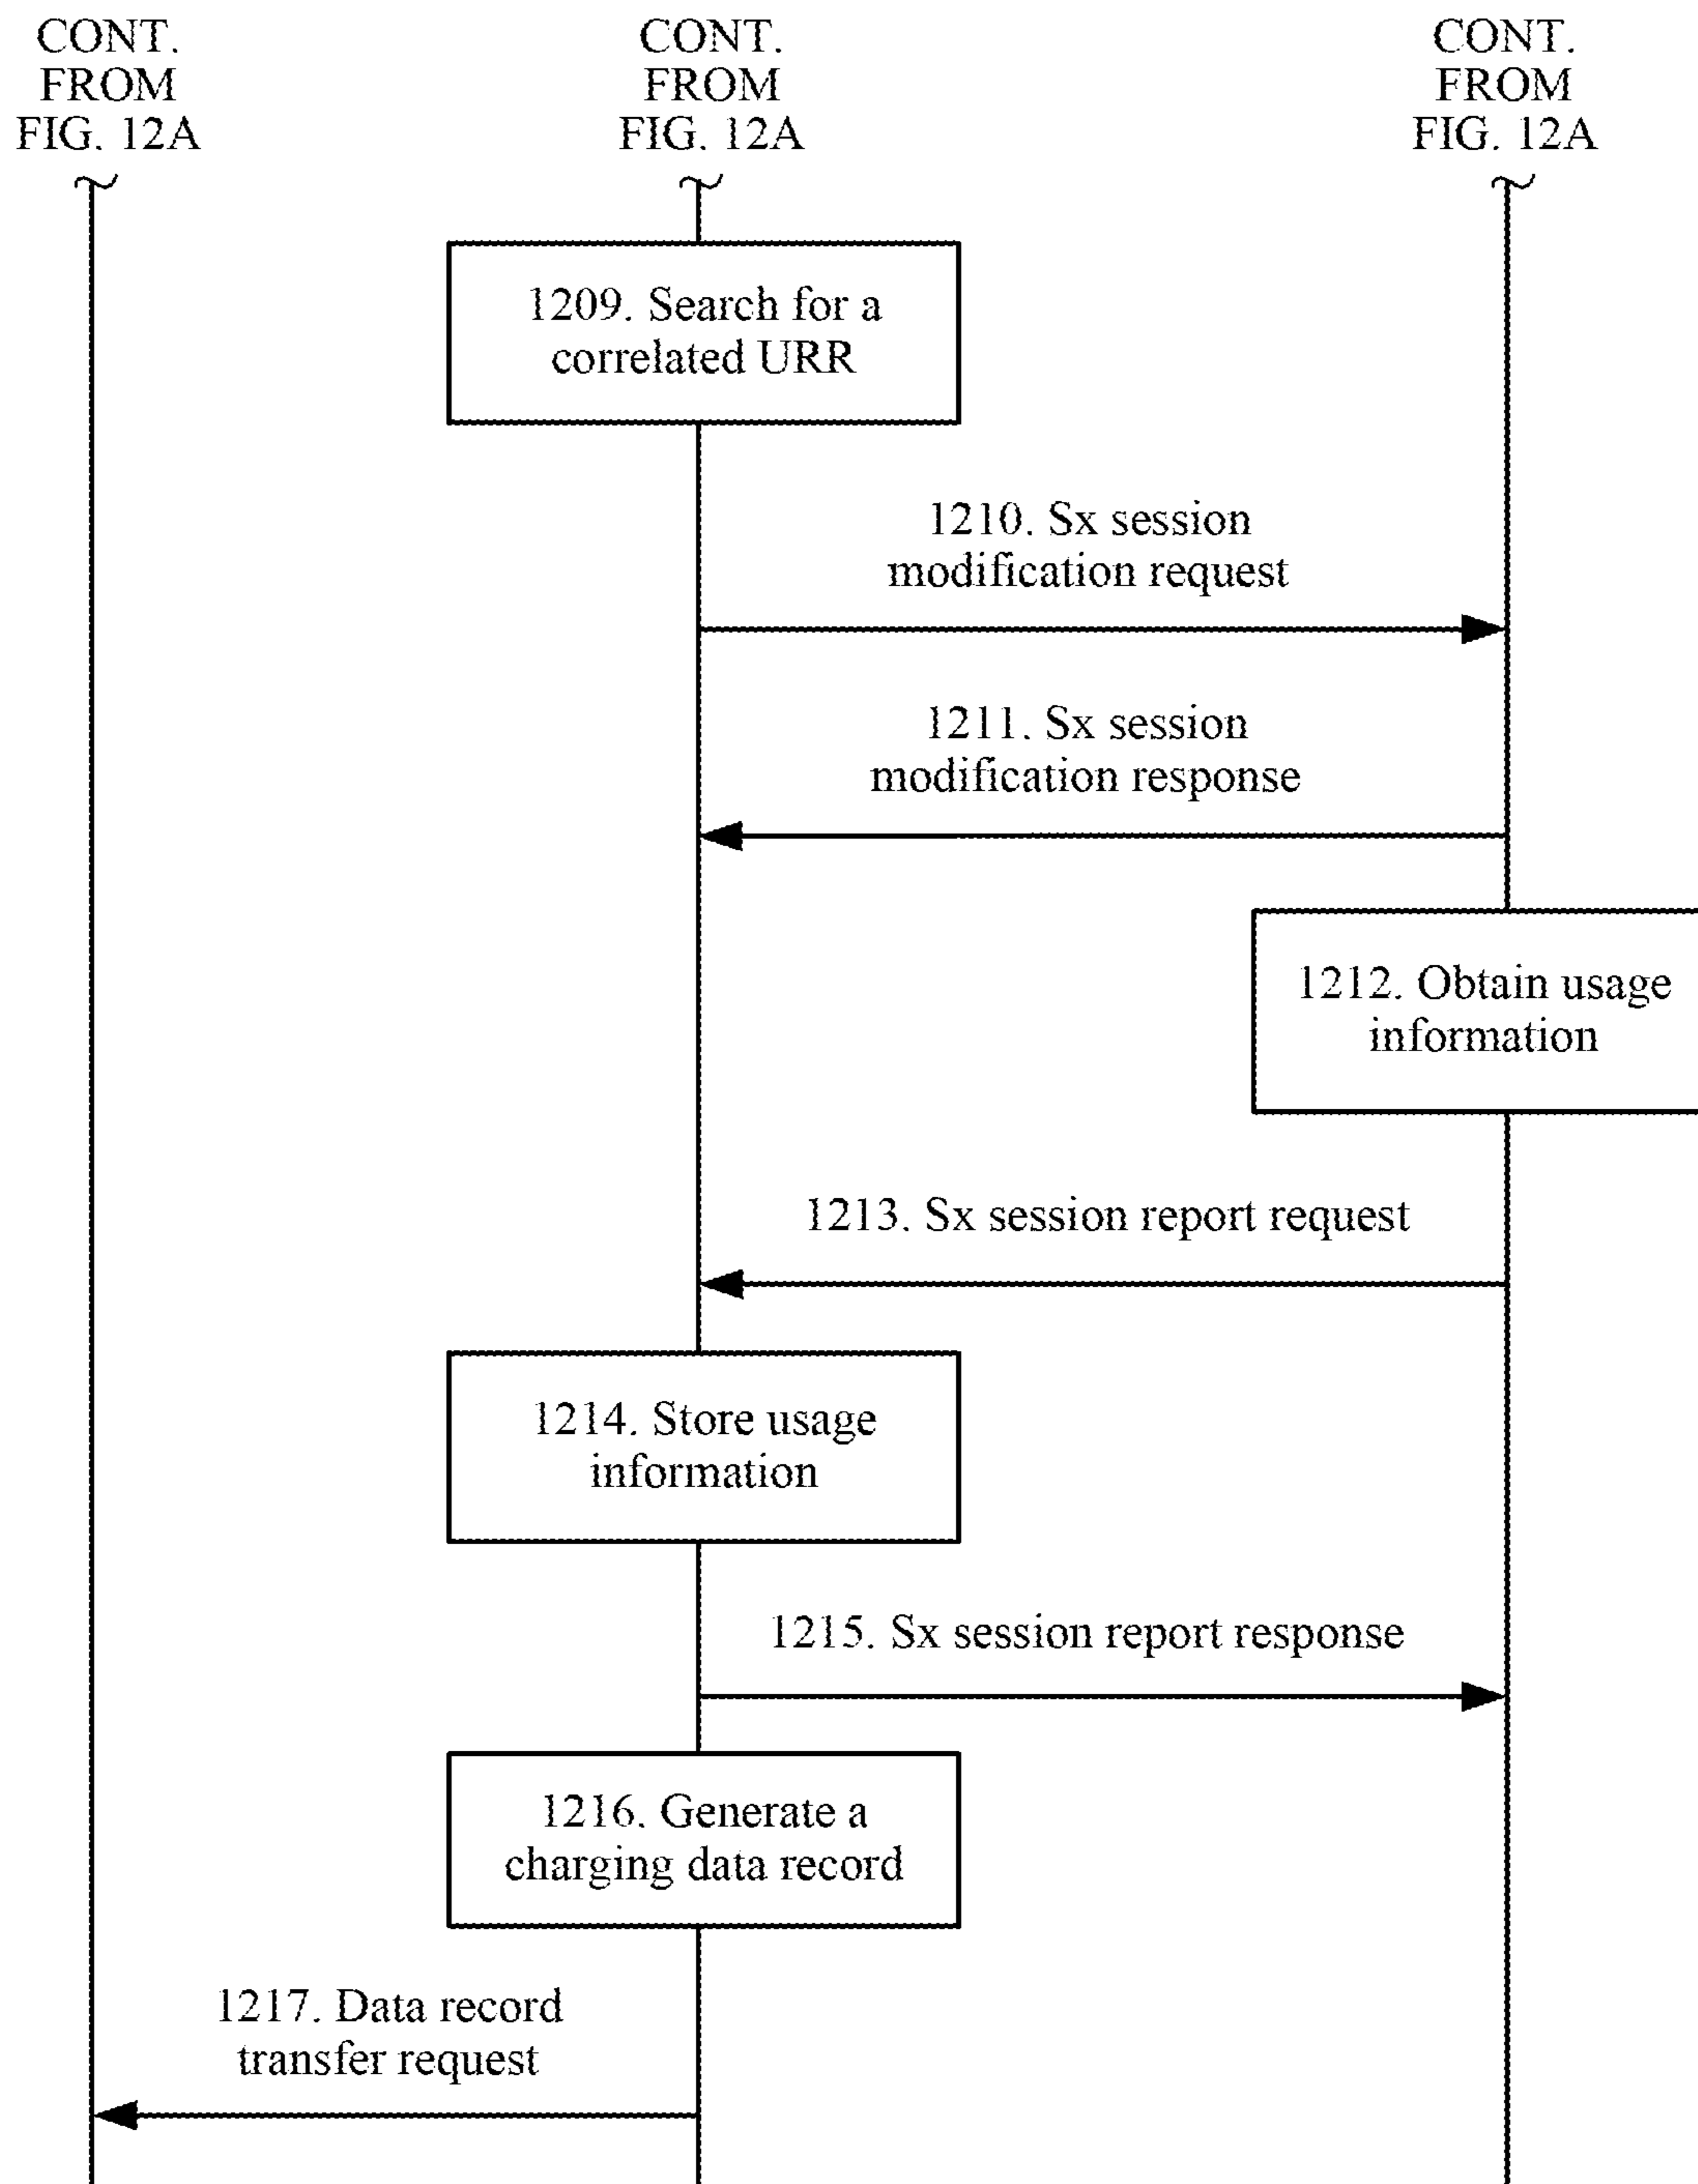 CONT.
FROM
FIG. 12A
CONT.
FROM
FIG. 12A
CONT.
FROM
FIG. 12A
1209. Search for a
correlated URR
1210. Sx session
modification request
1211. Sx session
modification response
1212. Obtain usage
information
1213. Sx session report request
1214. Store usage
information
1215. Sx session report response
1216. Generate a
charging data record
1217. Data record
transfer request